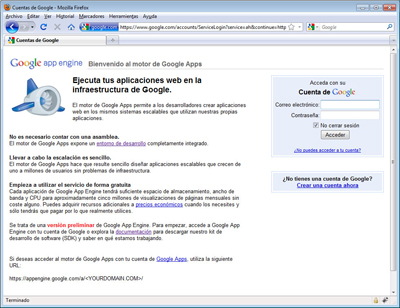 Cuentas de Google - Mozilla Firefox
Archivo Editar Ver Historial Marcadores Herramientas Ayuda
google.com https://www.google.com/accounts/ServiceLogin?service=ah&continue=http
Google
Cuentas de Google
Google app engine Bienvenido al motor de Google Apps
Ejecuta tus aplicaciones web en la
infraestructura de Google.
El motor de Google Apps permite a los desarrolladores crear aplicaciones
web en los mismos sistemas escalables que utilizan nuestras propias
aplicaciones.
No es necesario contar con una asamblea.
El motor de Google Apps expone un entorno de desarrollo completamente integrado.
Llevar a cabo la escalación es sencillo.
El motor de Google Apps hace que resulte sencillo diseñar aplicaciones escalables que crecen de
uno a millones de usuarios sin problemas de infraestructura.
Empieza a utilizar el servicio de forma gratuita
Cada aplicación de Google App Engine tendrá suficiente espacio de almacenamiento, ancho de
banda y CPU para aproximadamente cinco millones de visualizaciones de páginas mensuales sin
coste alguno. Puedes adquirir recursos adicionales a precios económicos cuando los necesites y
sólo tendrás que pagar por lo que realmente utilices.
Se trata de una versión preliminar de Google App Engine. Para empezar, accede a Google App
Engine con tu cuenta de Google o explora la documentación para descargar nuestro kit de
desarrollo de software (SDK) y saber en qué estamos trabajando.
Si deseas acceder al motor de Google Apps con tu cuenta de Google Apps, utiliza la siguiente
URL:
https://appengine.google.com/a/<YOURDOMAIN.COM>/
Acceda con su
Cuenta de Google
Correo electrónico:
Contraseña:
No cerrar sesión
Acceder
¿No puedes acceder a tu cuenta?
¿No tienes una cuenta de Google?
Crear una cuenta ahora
Terminado